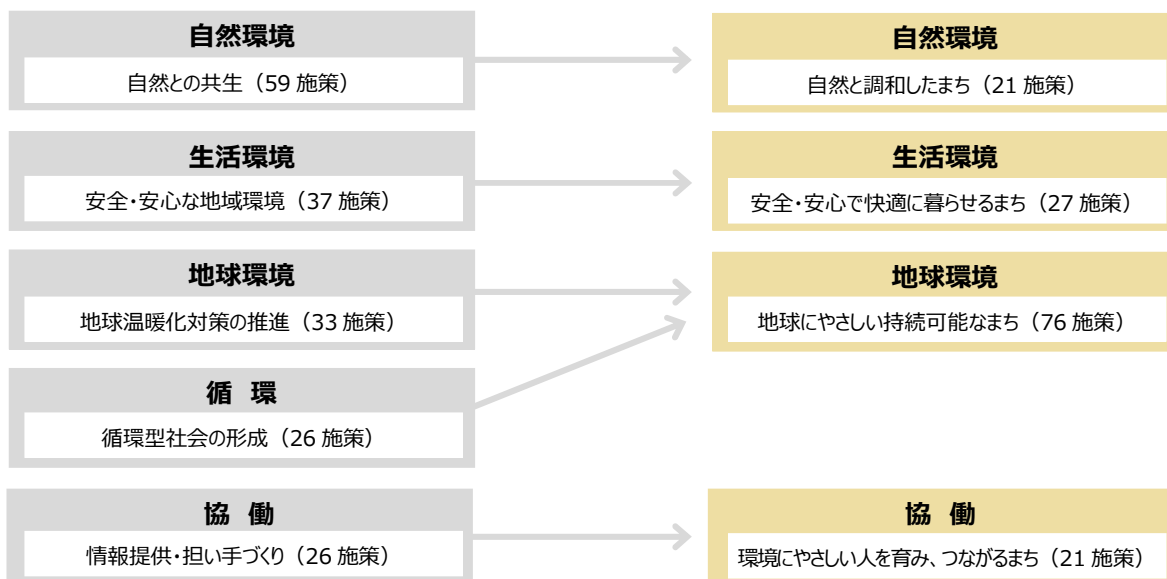 自然環境
自然との共生（59 施策）
自然環境
自然と調和したまち（21 施策）
生活環境
安全・安心な地域環境（37 施策）
生活環境
安全・安心で快適に暮らせるまち（27 施策）
地球環境
地球温暖化対策の推進（33 施策）
地球環境
地球にやさしい持続可能なまち（76 施策）
循 環
循環型社会の形成（26 施策）
協 働
情報提供・担い手づくり（26 施策）
協 働
環境にやさしい人を育み、つながるまち（21 施策）